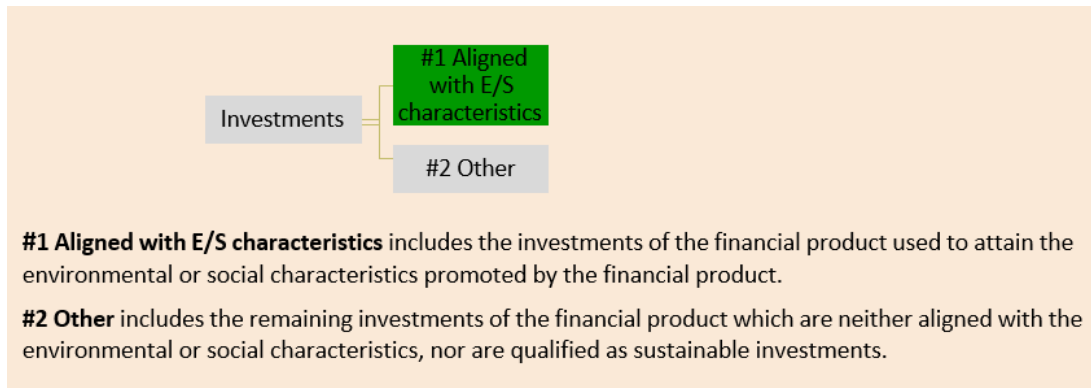 #1 Aligned
with E/S
characteristics
Investments
#2 Other
#1 Aligned with E/S characteristics includes the investments of the financial product used to attain the
environmental or social characteristics promoted by the financial product.
#2 Other includes the remaining investments of the financial product which are neither aligned with the
environmental or social characteristics, nor are qualified as sustainable investments.